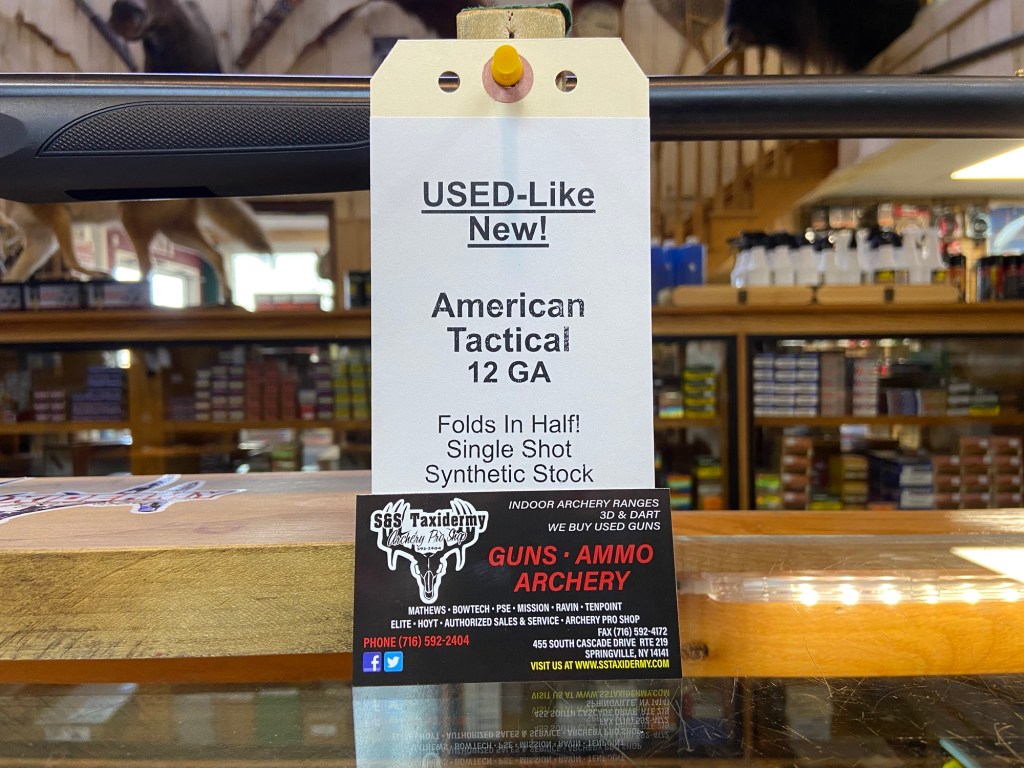 USED-Like
New!
American
Tactical
12 GA
Folds In Half!
Single Shot
Synthetic Stock
S&S Taxidermy
Archery Pro Shop
592-2404
INDOOR ARCHERY RANGES
3D & DART
WE BUY USED GUNS
GUNS · AMMO
ARCHERY
MATHEWS • BOWTECH • PSE • MISSION • RAVIN • TENPOINT
ELITE • HOYT • AUTHORIZED SALES & SERVICE • ARCHERY PRO SHOP
PHONE (716) 592-2404
FAX (716) 592-4172
455 SOUTH CASCADE DRIVE RTE 219
SPRINGVILLE, NY 14141
VISIT US AT WWW.SSTAXIDERMY.COM